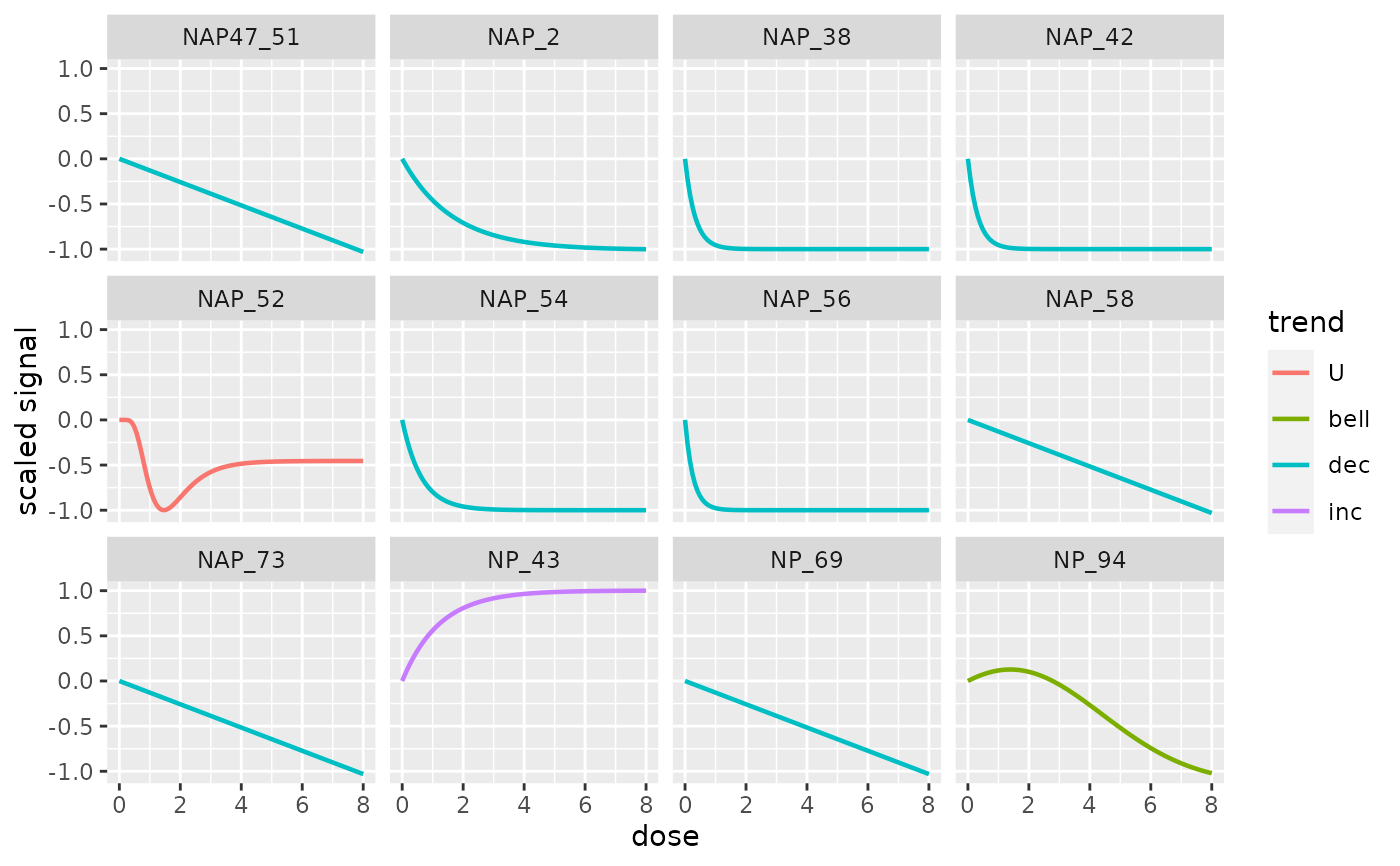 NAP47_51 NAP_2 NAP_38 NAP_42
1.0
0.5
0.0
-0.5
-1.0
NAP_52 NAP_54 NAP_56 NAP_58
1.0
0.5
0.0
-0.5
-1.0
NAP_73 NP_43 NP_69 NP_94
1.0
0.5
0.0
-0.5
-1.0
0 2 4 6 8 0 2 4 6 8 0 2 4 6 8 0 2 4 6 8
dose
scaled signal
trend
U
bell
dec
inc